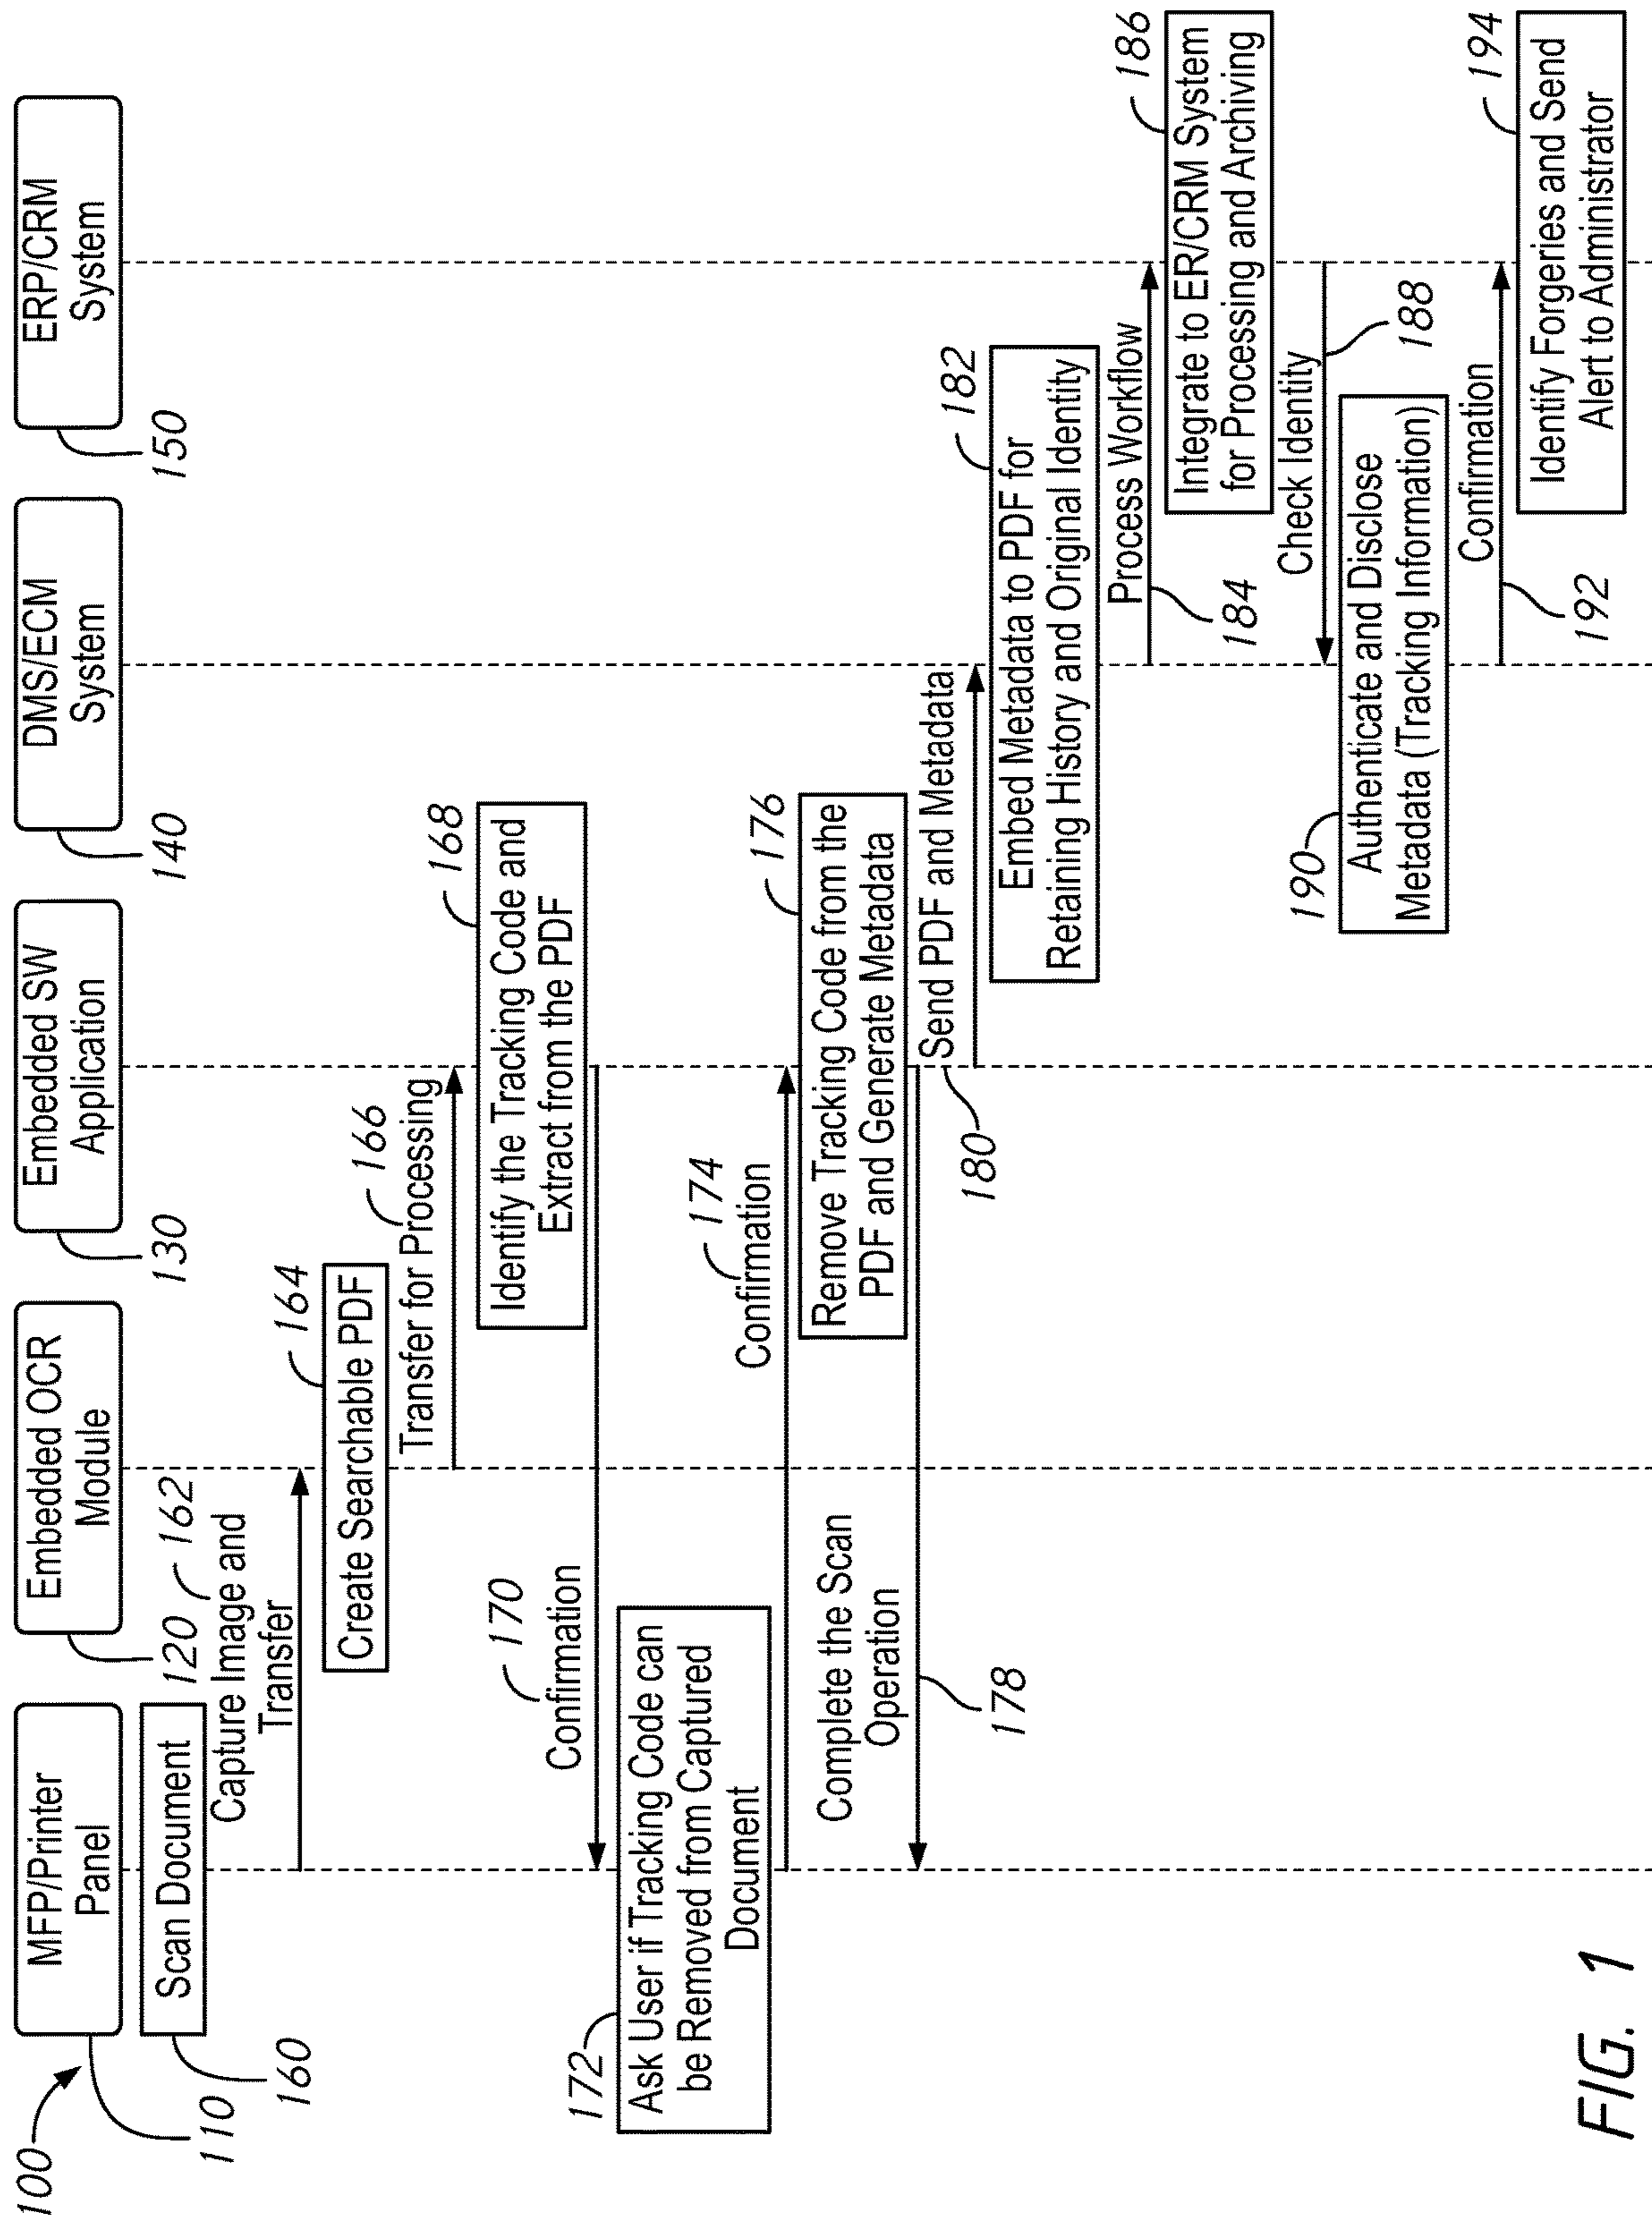 100
MFP/Printer
Panel
110
Embedded OCR
Module
120
Embedded SW
Application
130
DMS/ECM
System
140
ERP/CRM
System
150
Scan Document
160
162
Capture Image and
Transfer
164
Create Searchable PDF
166
Transfer for Processing
168
Identify the Tracking Code and
Extract from the PDF
170
Confirmation
172
Ask User if Tracking Code can
be Removed from Captured
Document
174
Confirmation
176
Remove Tracking Code from the
PDF and Generate Metadata
Complete the Scan
Operation
178
Send PDF and Metadata
180
182
Embed Metadata to PDF for
Retaining History and Original Identity
Process Workflow
184
186
Integrate to ER/CRM System
for Processing and Archiving
Check Identity
188
190
Authenticate and Disclose
Metadata (Tracking Information)
Confirmation
192
194
Identify Forgeries and Send
Alert to Administrator
FIG. 1